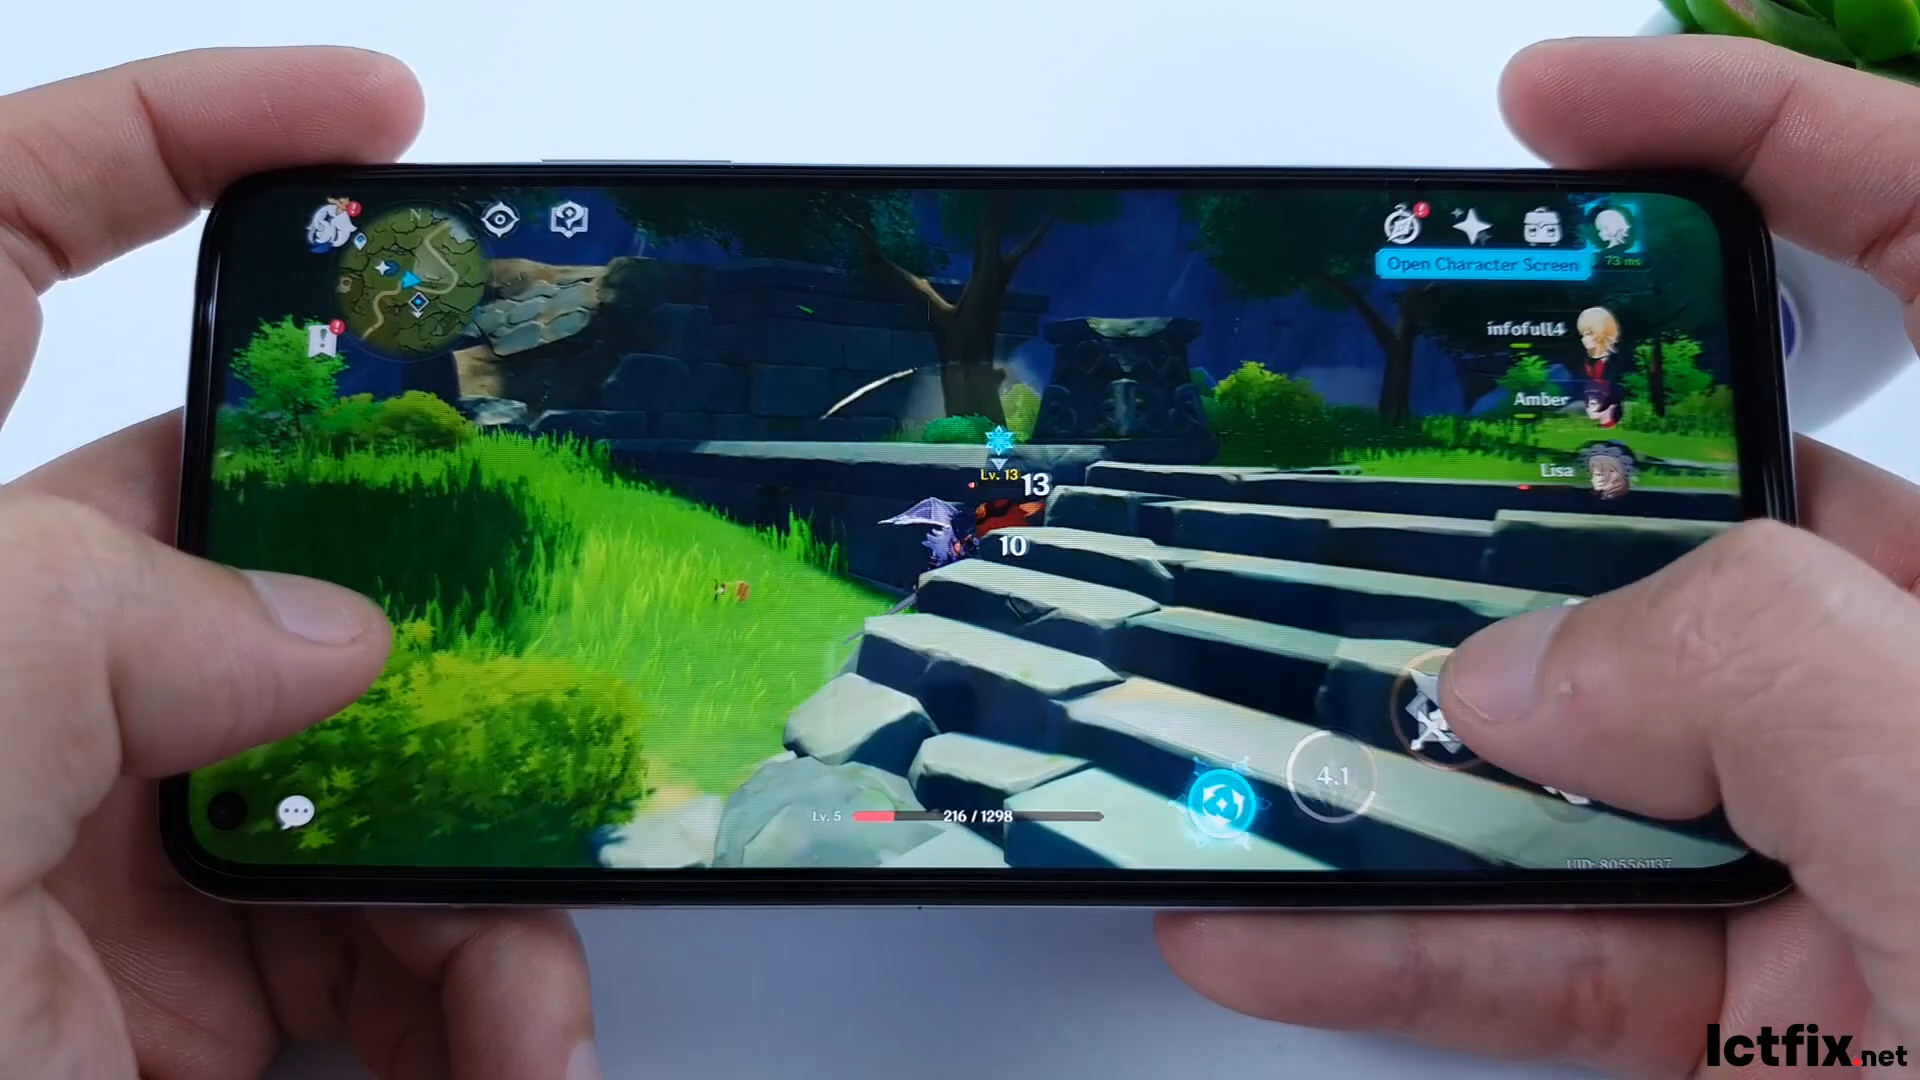 N
Open Character Screen
73 ms
infofull4
Amber
Lisa
Lv. 13
13
10
4.1
Lv. 5
216 / 1298
UID: 805561137
Ictfix.net